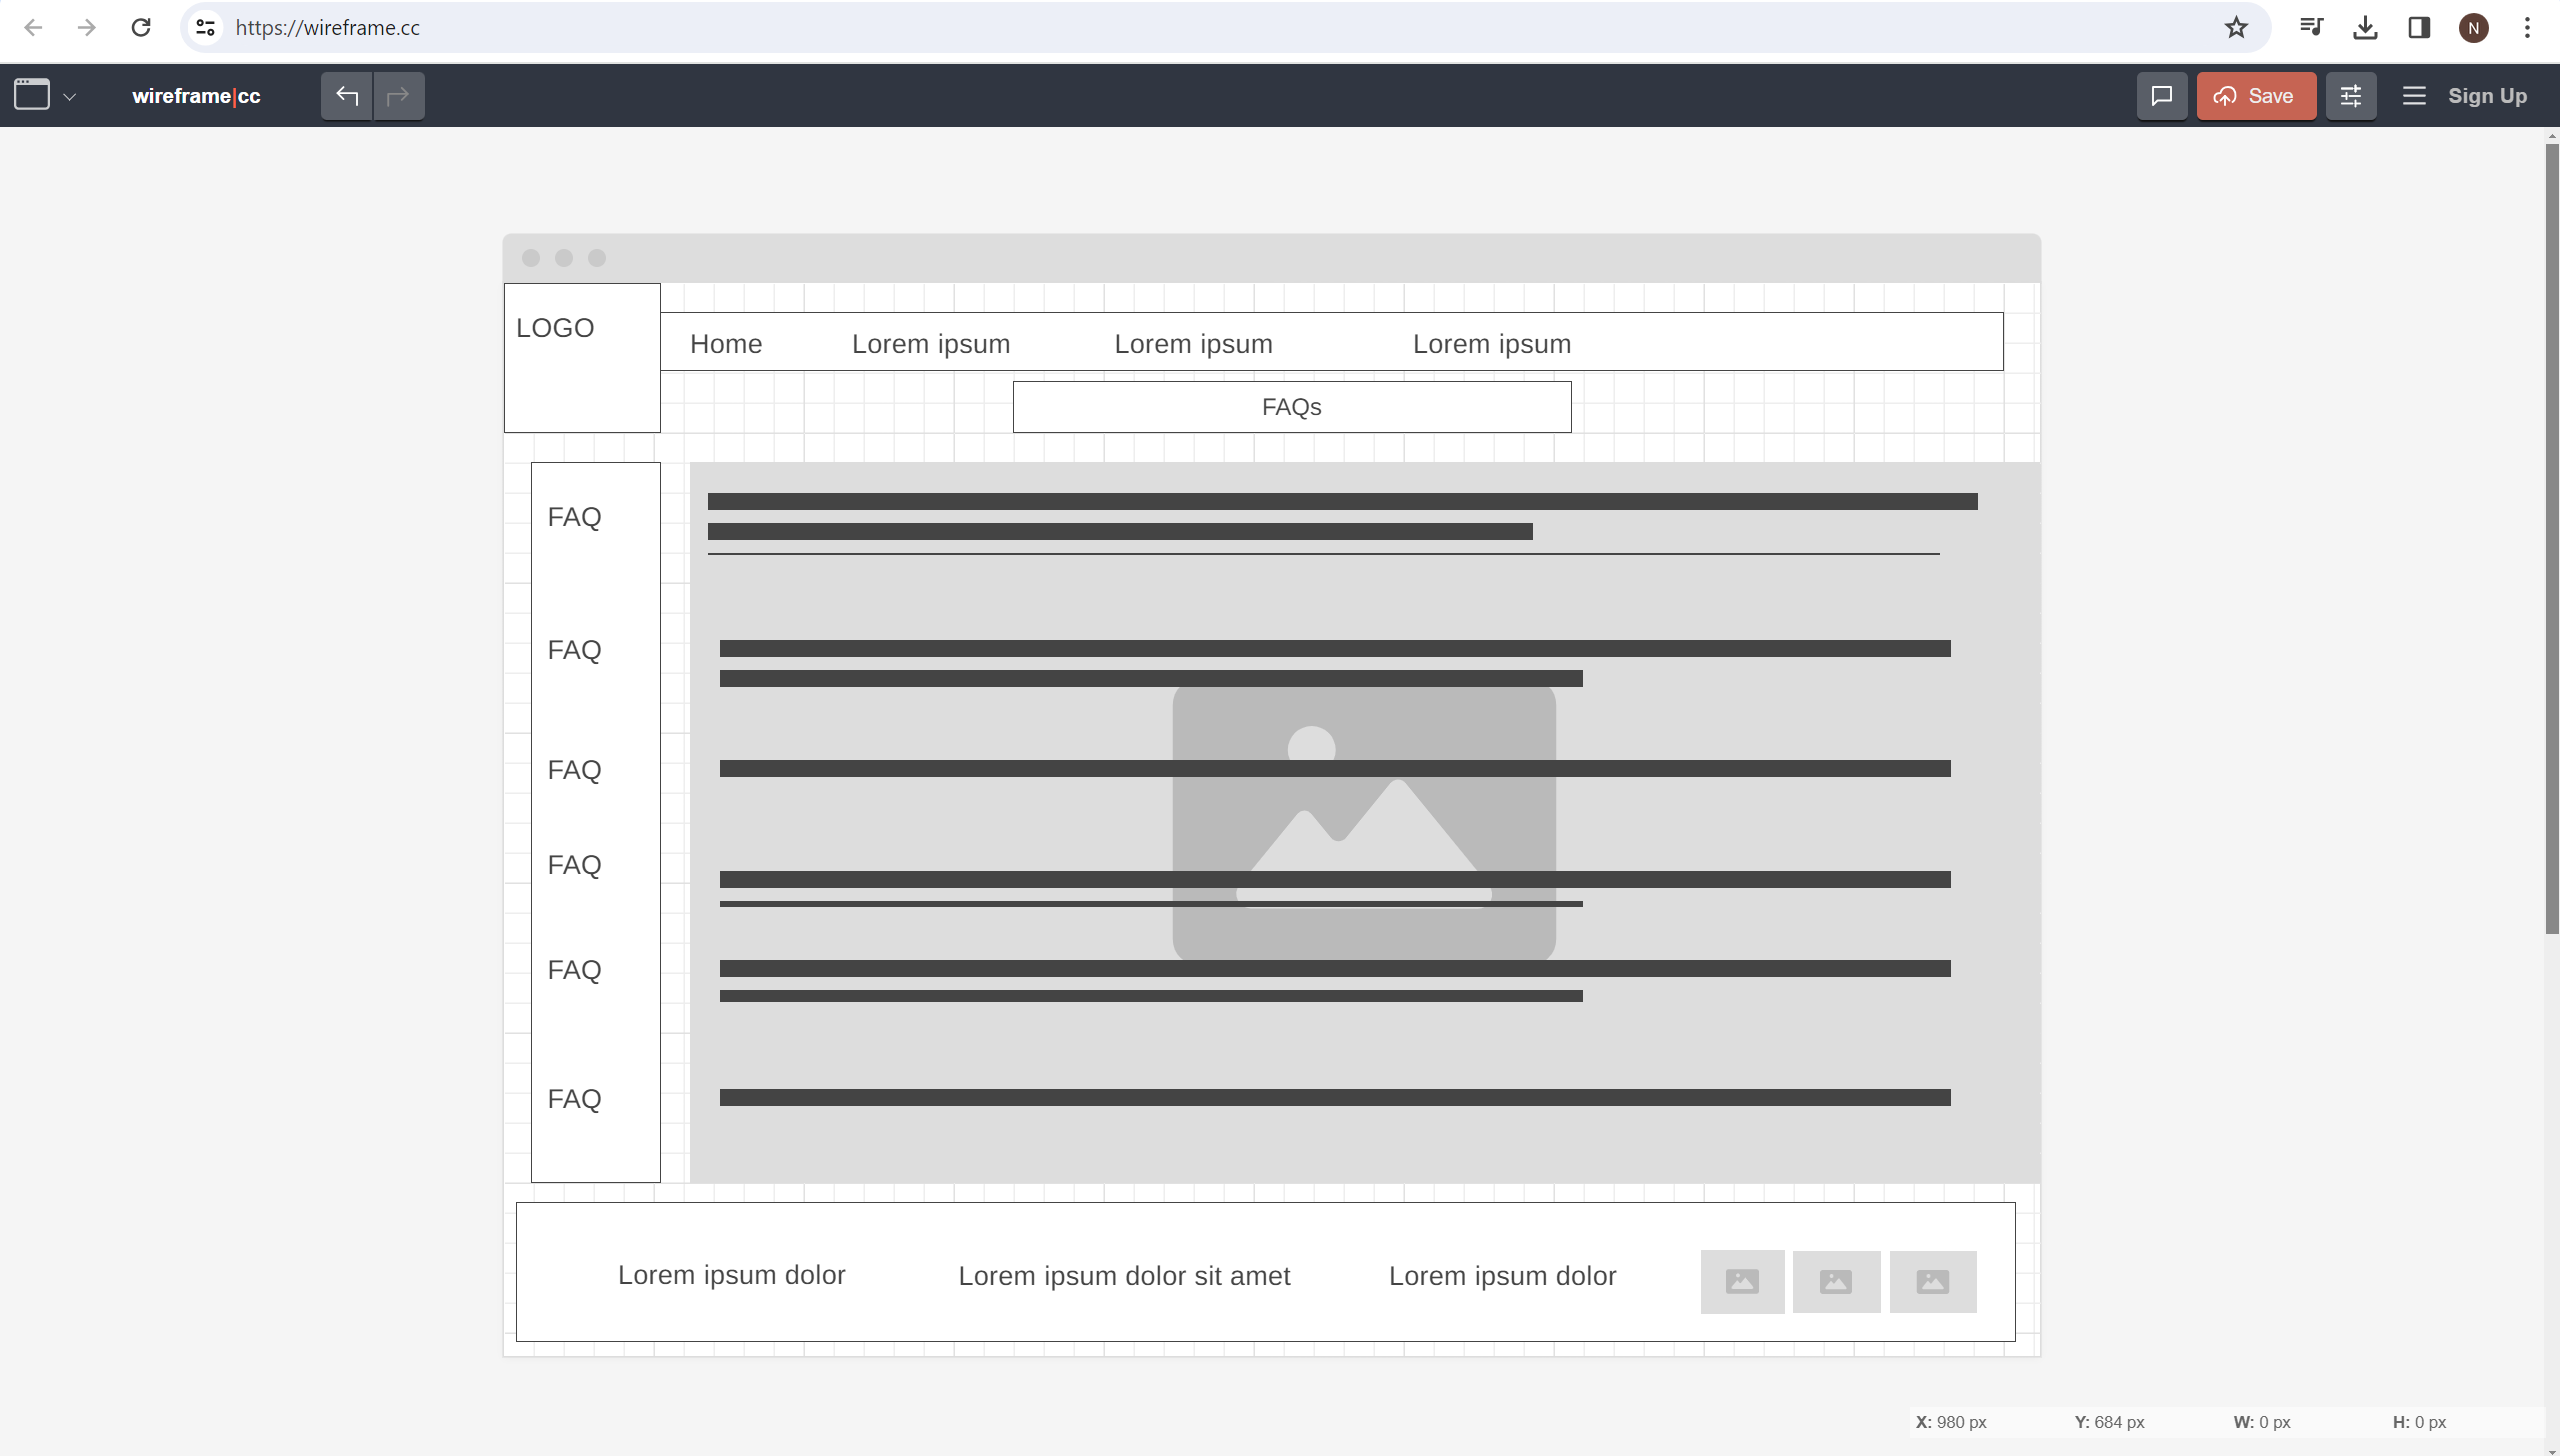 https://wireframe.cc
N
wireframe|cc
Save
Sign Up
LOGO
Home Lorem ipsum Lorem ipsum Lorem ipsum
FAQs
FAQ
FAQ
FAQ
FAQ
FAQ
FAQ
Lorem ipsum dolor Lorem ipsum dolor sit amet Lorem ipsum dolor
X: 980 px Y: 684 px W: 0 px H: 0 px